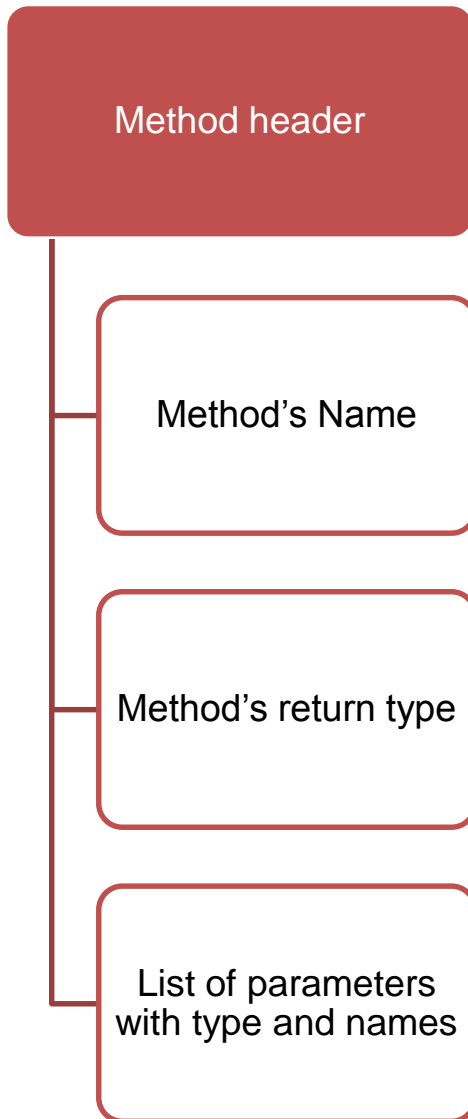 Method header
Method’s Name
Method’s return type
List of parameters
with type and names